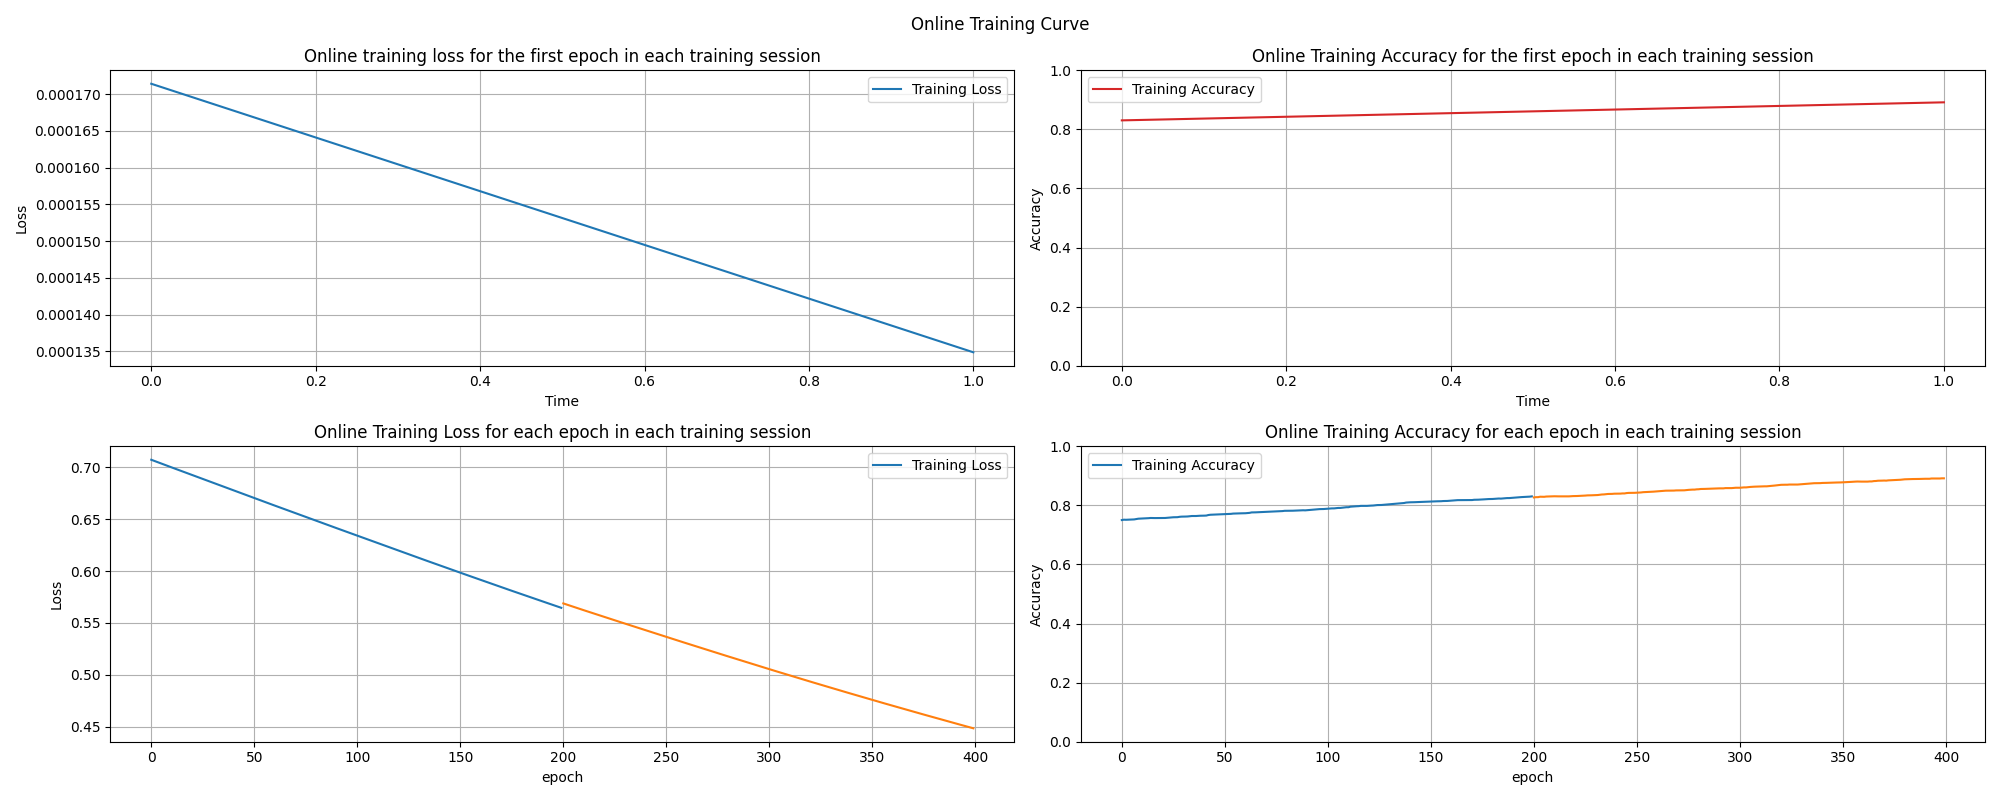 Online Training Curve
Online training loss for the first epoch in each training session
Training Loss
0.000170
0.000165
0.000160
0.000155
0.000150
0.000145
0.000140
0.000135
Loss
0.0 0.2 0.4 0.6 0.8 1.0
Time
Online Training Accuracy for the first epoch in each training session
Training Accuracy
1.0
0.8
0.6
0.4
0.2
0.0
Accuracy
0.0 0.2 0.4 0.6 0.8 1.0
Time
Online Training Loss for each epoch in each training session
Training Loss
0.70
0.65
0.60
0.55
0.50
0.45
Loss
0 50 100 150 200 250 300 350 400
epoch
Online Training Accuracy for each epoch in each training session
Training Accuracy
1.0
0.8
0.6
0.4
0.2
0.0
Accuracy
0 50 100 150 200 250 300 350 400
epoch